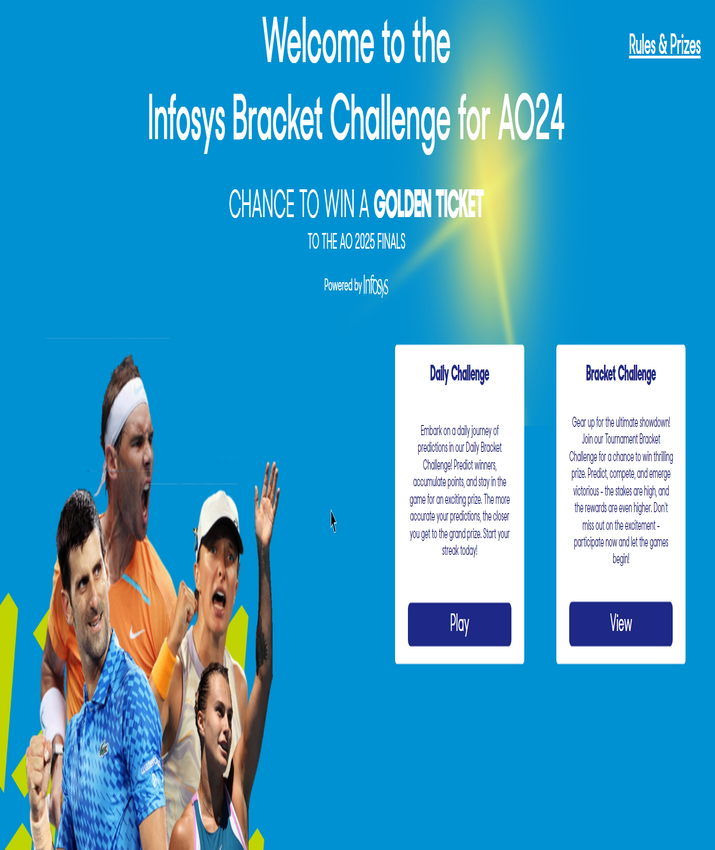 Welcome to the
Rules & Prizes
Infosys Bracket Challenge for AO24
CHANCE TO WIN A GOLDEN TICKET
TO THE AO 2025 FINALS
Powered by Infosys
Daily Challenge
Embark on a daily journey of
predictions in our Daily Bracket
Challenge! Predict winners,
accumulate points, and stay in the
game for an exciting prize. The more
accurate your predictions, the closer
you get to the grand prize. Start your
streak today!
Play
Bracket Challenge
Gear up for the ultimate showdown!
Join our Tournament Bracket
Challenge for a chance to win thrilling
prize. Predict, compete, and emerge
victorious - the stakes are high, and
the rewards are even higher. Don't
miss out on the excitement -
participate now and let the games
begin!
View